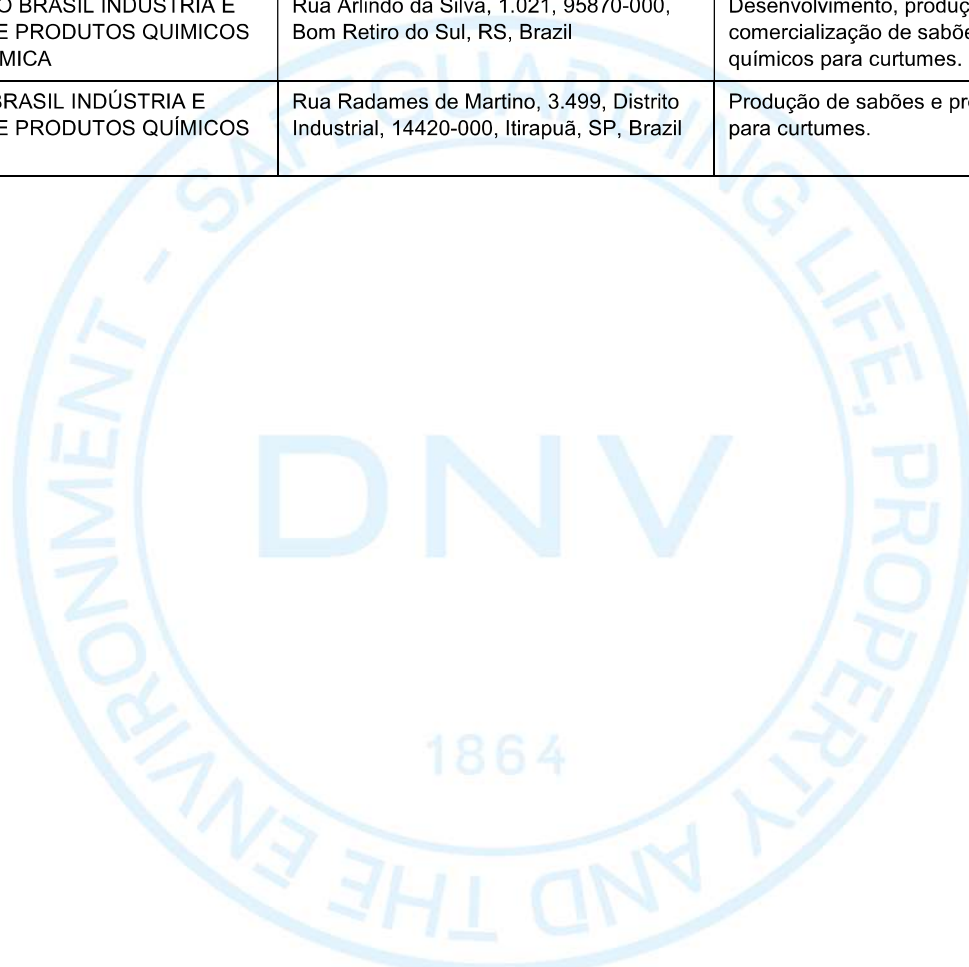 O BRASIL INDÚSTRIA E
E PRODUTOS QUIMICOS
MICA
Rua Arlindo da Silva, 1.021, 95870-000,
Bom Retiro do Sul, RS, Brazil
Desenvolvimento,
comercialização de
químicos para curtumes.
BRASIL INDÚSTRIA E
E PRODUTOS QUÍMICOS
Rua Radames de Martino, 3.499, Distrito
Industrial, 14420-000, Itirapuã, SP, Brazil
Produção de sabões e
para curtumes.
SAFEGUARDING LIFE, PROPERTY AND THE ENVIRONMENT -
DNV
1864